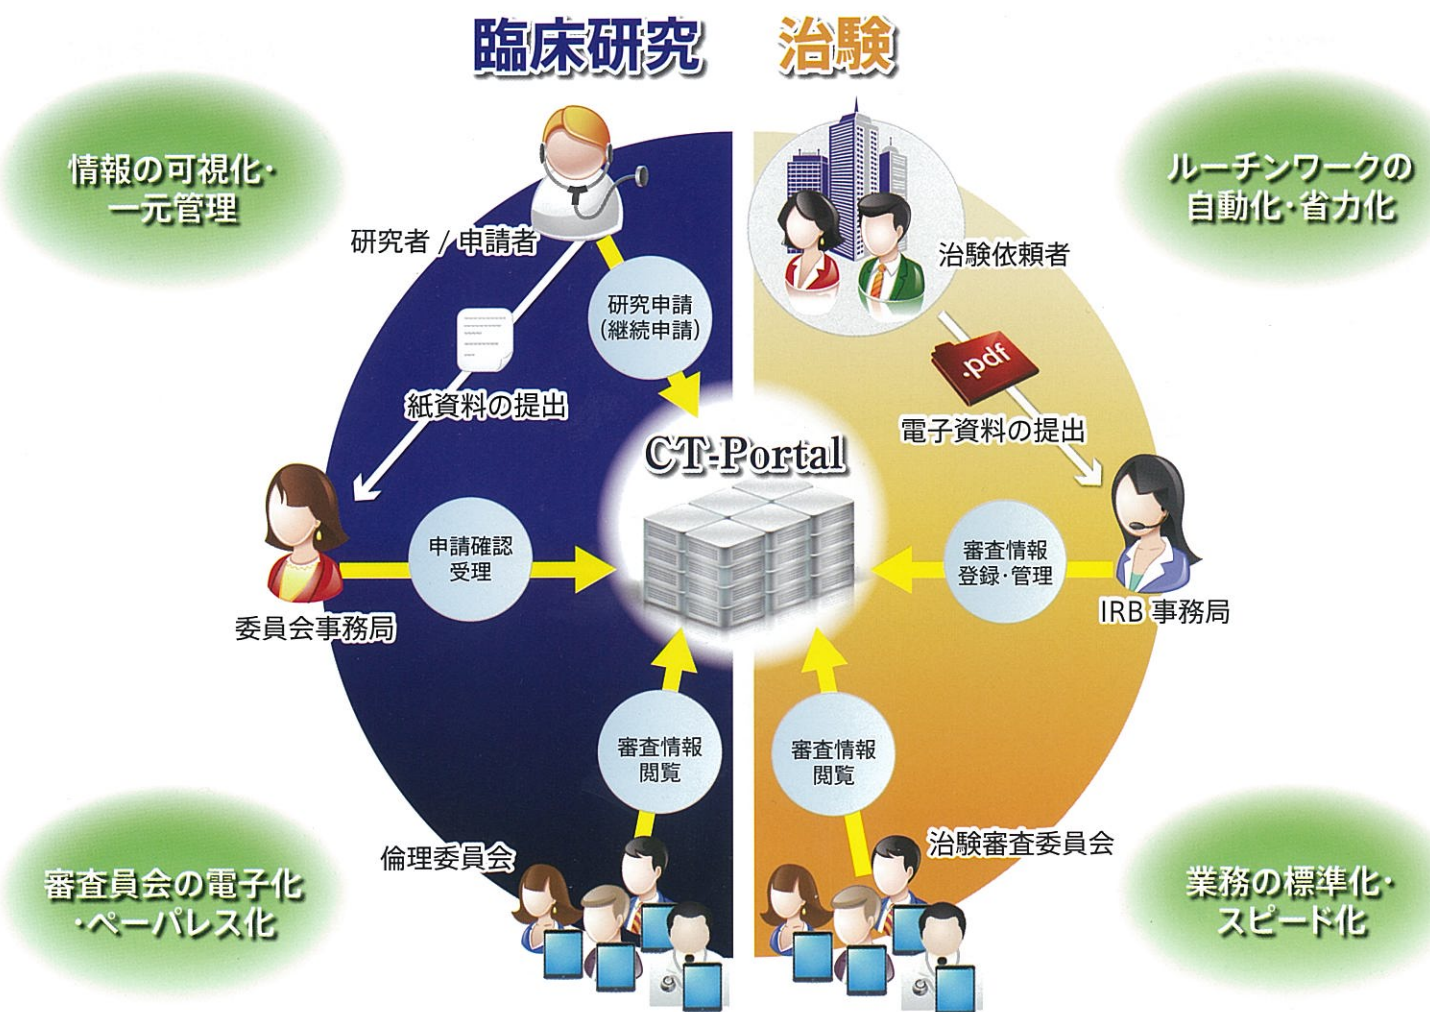 臨床研究 治験
情報の可視化・
一元管理
ルーチンワークの
自動化・省力化
研究者 / 申請者
治験依頼者
研究申請
(継続申請)
.pdf
紙資料の提出
電子資料の提出
CT-Portal
申請確認
受理
審査情報
登録・管理
委員会事務局
IRB 事務局
審査情報
閲覧
審査情報
閲覧
倫理委員会
治験審査委員会
審査員会の電子化
・ペーパレス化
業務の標準化・
スピード化